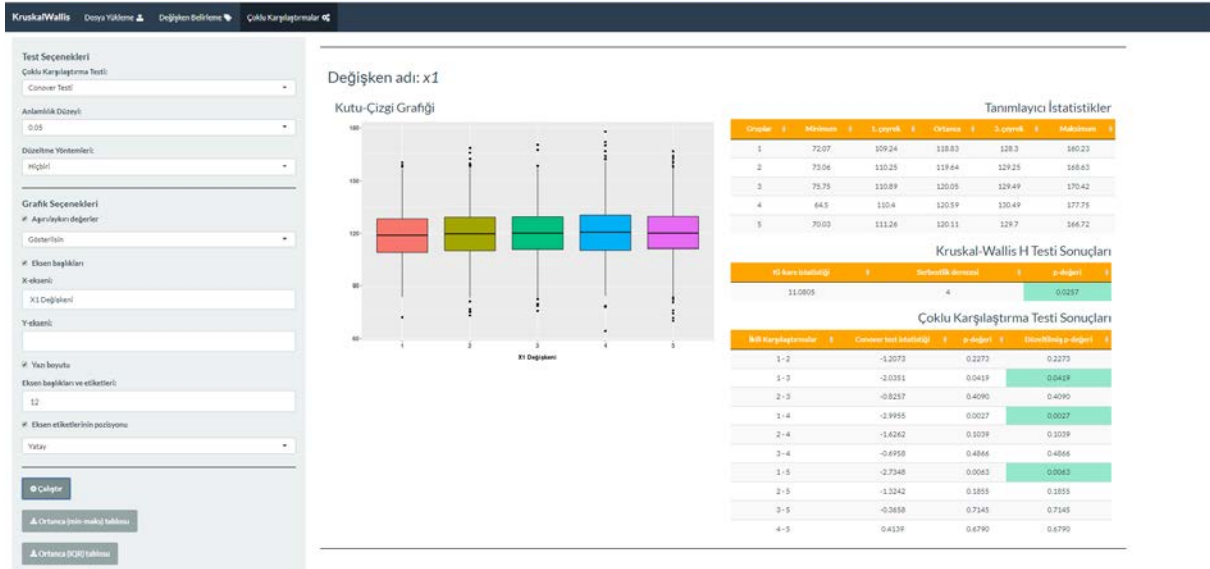 KruskalWallis Dosya Yükleme Değişken Belirleme Çoklu Karşılaştırmalar
Test Seçenekleri
Çoklu Karşılaştırma Testi:
Conover Testi
Anlamlılık Düzeyi:
0.05
Düzeltme Yöntemleri:
Hiçbiri
Grafik Seçenekleri
Aşırı/aykırı değerler
Gösterilsin
Eksen başlıkları
X-ekseni:
X1 Değişkeni
Y-ekseni:
Yazı boyutu
Eksen başlıkları ve etiketleri:
12
Eksen etiketlerinin pozisyonu
Yatay
Çalıştır
Ortanca (min-maks) tablosu
Ortanca (IQR) tablosu
Değişken adı: x1
Kutu-Çizgi Grafiği
180
150
120
90
60
1 2 3 4 5
X1 Değişkeni
Tanımlayıcı İstatistikler
Gruplar Minimum 1. çeyrek Ortanca 3. çeyrek Maksimum
1 72.07 109.24 118.83 128.3 160.23
2 73.06 110.25 119.64 129.25 168.63
3 75.75 110.89 120.05 129.49 170.42
4 64.5 110.4 120.59 130.49 177.75
5 70.03 111.26 120.11 129.7 166.72
Kruskal-Wallis H Testi Sonuçları
Ki-kare istatistiği Serbestlik derecesi p-değeri
11.0805 4 0.0257
Çoklu Karşılaştırma Testi Sonuçları
İkili Karşılaştırmalar Conover test istatistiği p-değeri Düzeltilmiş p-değeri
1 - 2 -1.2073 0.2273 0.2273
1 - 3 -2.0351 0.0419 0.0419
2 - 3 -0.8257 0.4090 0.4090
1 - 4 -2.9955 0.0027 0.0027
2 - 4 -1.6262 0.1039 0.1039
3 - 4 -0.6958 0.4866 0.4866
1 - 5 -2.7348 0.0063 0.0063
2 - 5 -1.3242 0.1855 0.1855
3 - 5 -0.3658 0.7145 0.7145
4 - 5 0.4139 0.6790 0.6790